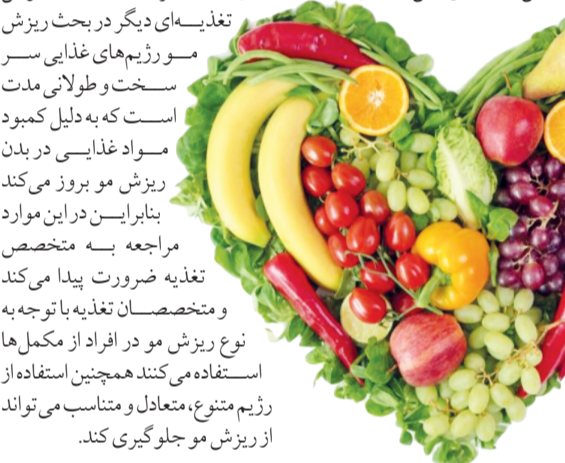 تغذیه‌ای دیگر در بحث ریزش
مو رژیم‌های غذایی سر
سخت و طولانی مدت
است که به دلیل کمبود
مواد غذایی در بدن
ریزش مو بروز می‌کند
بنابراین در این موارد
مراجعه به متخصص
تغذیه ضرورت پیدا می‌کند
و متخصصان تغذیه با توجه به
نوع ریزش مو در افراد از مکمل‌ها
استفاده می‌کنند همچنین استفاده از
رژیم متنوع، متعادل و متناسب می‌تواند
از ریزش مو جلوگیری کند.